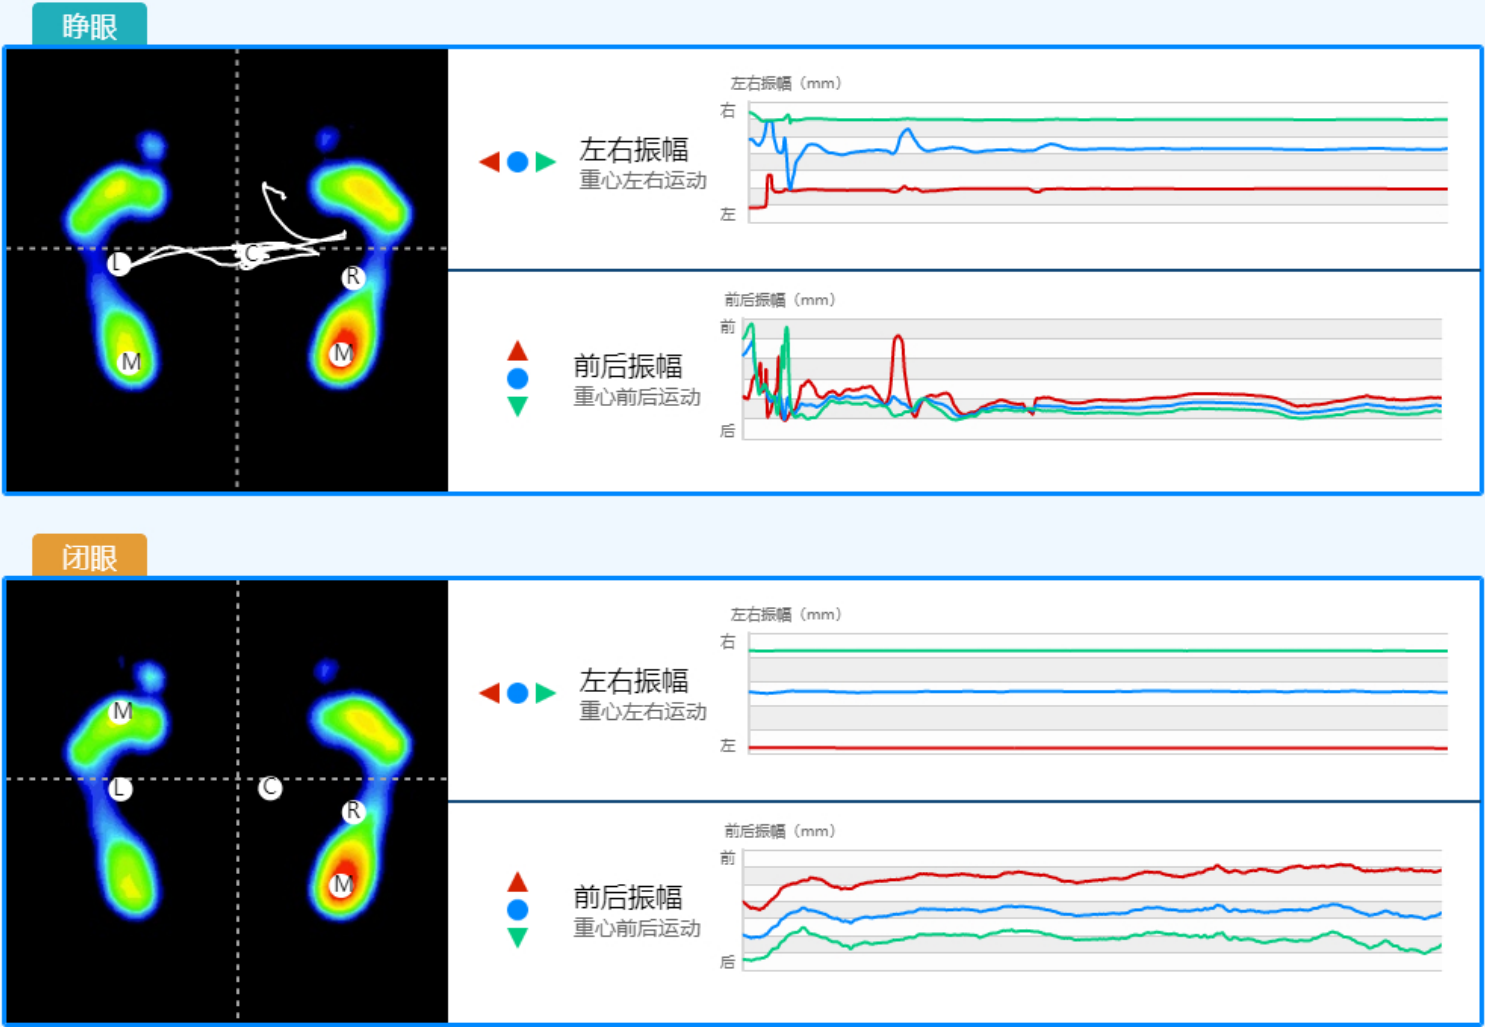 睁眼
左右振幅（mm）
右
左右振幅
重心左右运动
左
L
C
R
M
M
前后振幅（mm）
前
前后振幅
重心前后运动
后
闭眼
左右振幅（mm）
右
左右振幅
重心左右运动
左
M
L
C
R
M
前后振幅（mm）
前
前后振幅
重心前后运动
后